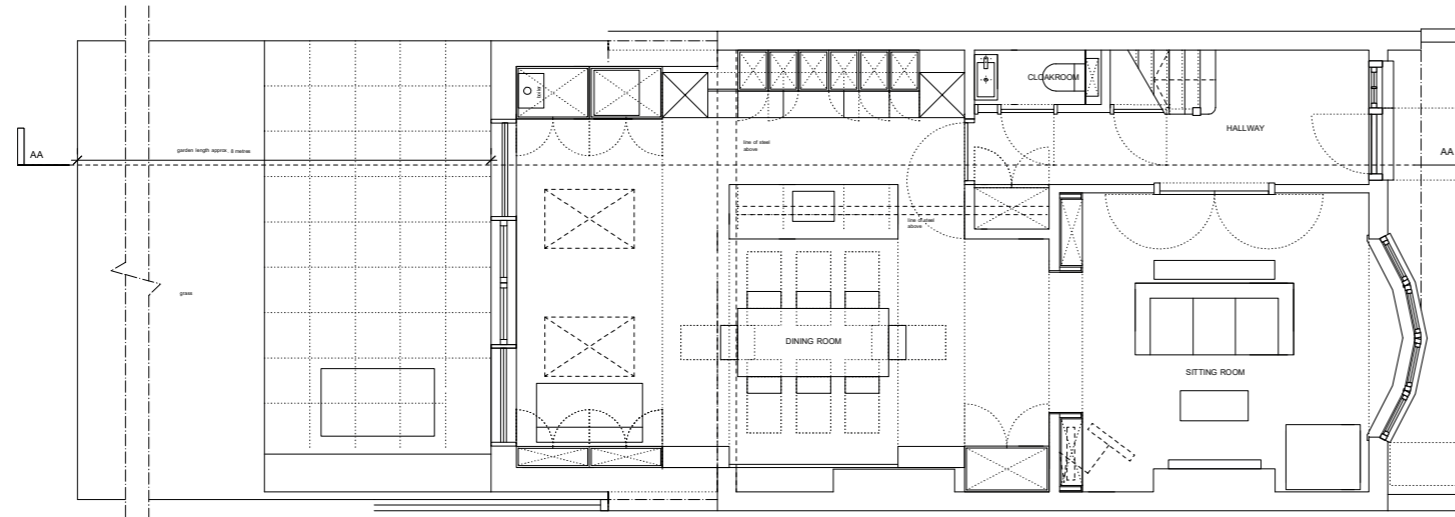 CLOAKROOM
HALLWAY
AA
AA
garden length approx. 8 metres
boiler
line of steel
above
line of steel
above
grass
DINING ROOM
SITTING ROOM